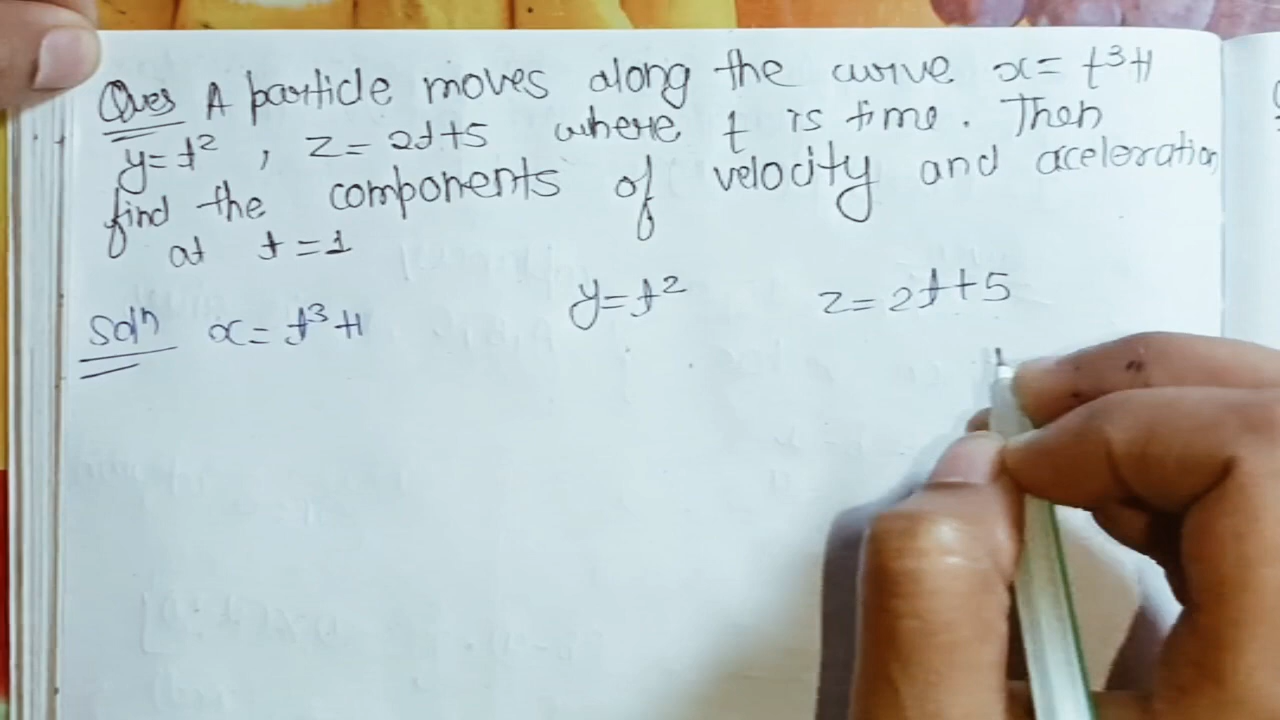 Ques A particle moves along the curve x = t³+1
y = t² , z = 2t+5 where t is time. Then
find the components of velocity and aceleration
at t = 1
Solⁿ x = t³+1 y = t² z = 2t+5